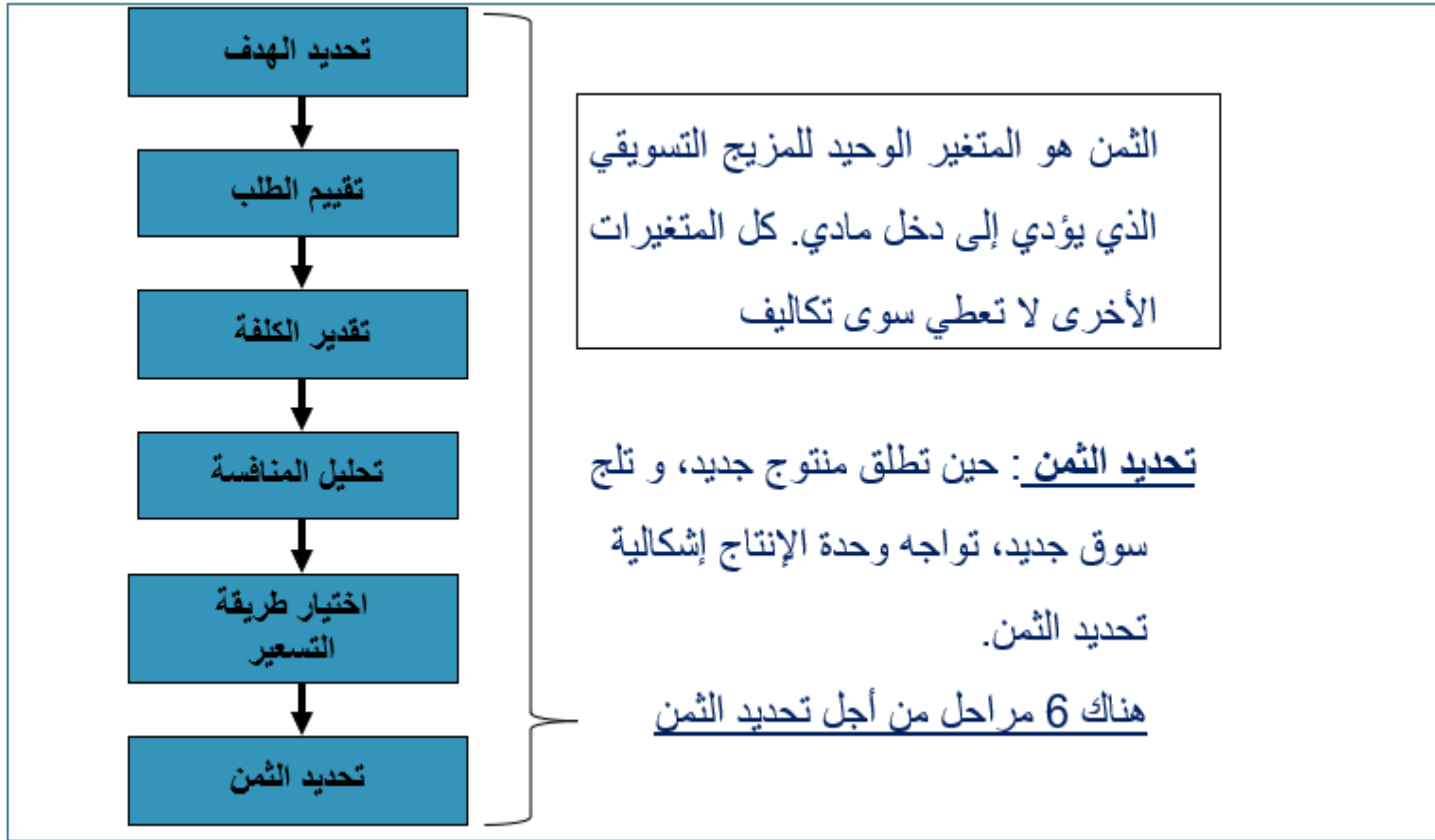 تحديد الهدف
تقييم الطلب
تقدير الكلفة
تحليل المنافسة
اختيار طريقة
التسعير
تحديد الثمن
الثمن هو المتغير الوحيد للمزيج التسويقي
الذي يؤدي إلى دخل مادي. كل المتغيرات
الأخرى لا تعطي سوى تكاليف
تحديد الثمن : حين تطلق منتوج جديد، و تلج
سوق جديد، تواجه وحدة الإنتاج إشكالية
تحديد الثمن.
هناك 6 مراحل من أجل تحديد الثمن